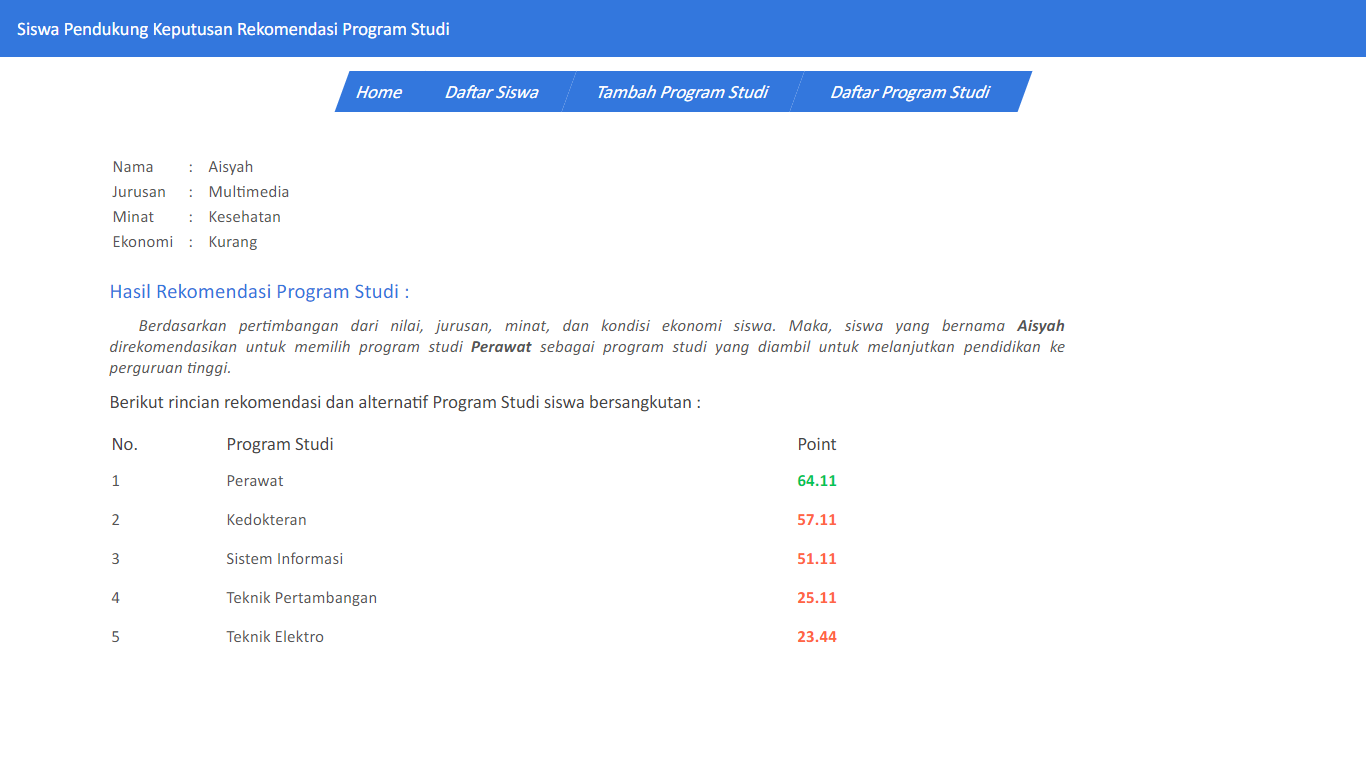 Siswa Pendukung Keputusan Rekomendasi Program Studi
Home Daftar Siswa Tambah Program Studi Daftar Program Studi
Nama : Aisyah
Jurusan : Multimedia
Minat : Kesehatan
Ekonomi : Kurang
Hasil Rekomendasi Program Studi :
Berdasarkan pertimbangan dari nilai, jurusan, minat, dan kondisi ekonomi siswa. Maka, siswa yang bernama Aisyah
direkomendasikan untuk memilih program studi Perawat sebagai program studi yang diambil untuk melanjutkan pendidikan ke
perguruan tinggi.
Berikut rincian rekomendasi dan alternatif Program Studi siswa bersangkutan :
No. Program Studi Point
1 Perawat 64.11
2 Kedokteran 57.11
3 Sistem Informasi 51.11
4 Teknik Pertambangan 25.11
5 Teknik Elektro 23.44